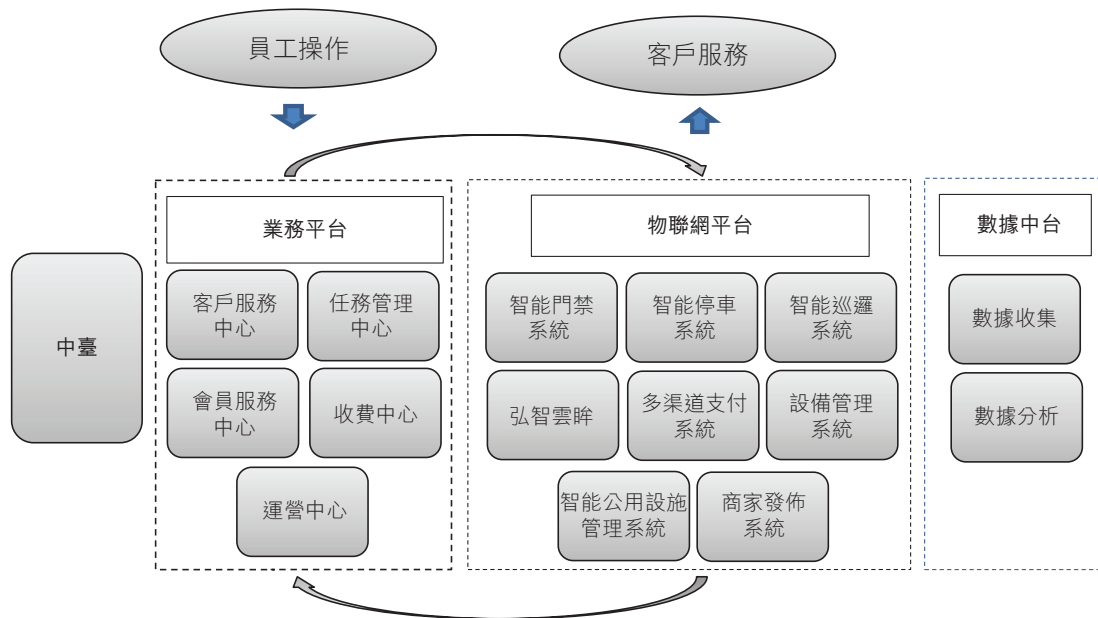 員工操作
客戶服務
業務平台
物聯網平台
數據中台
中臺
客戶服務
中心
任務管理
中心
會員服務
中心
收費中心
運營中心
智能門禁
系統
智能停車
系統
智能巡邏
系統
弘智雲眸
多渠道支付
系統
設備管理
系統
智能公用設施
管理系統
商家發佈
系統
數據收集
數據分析